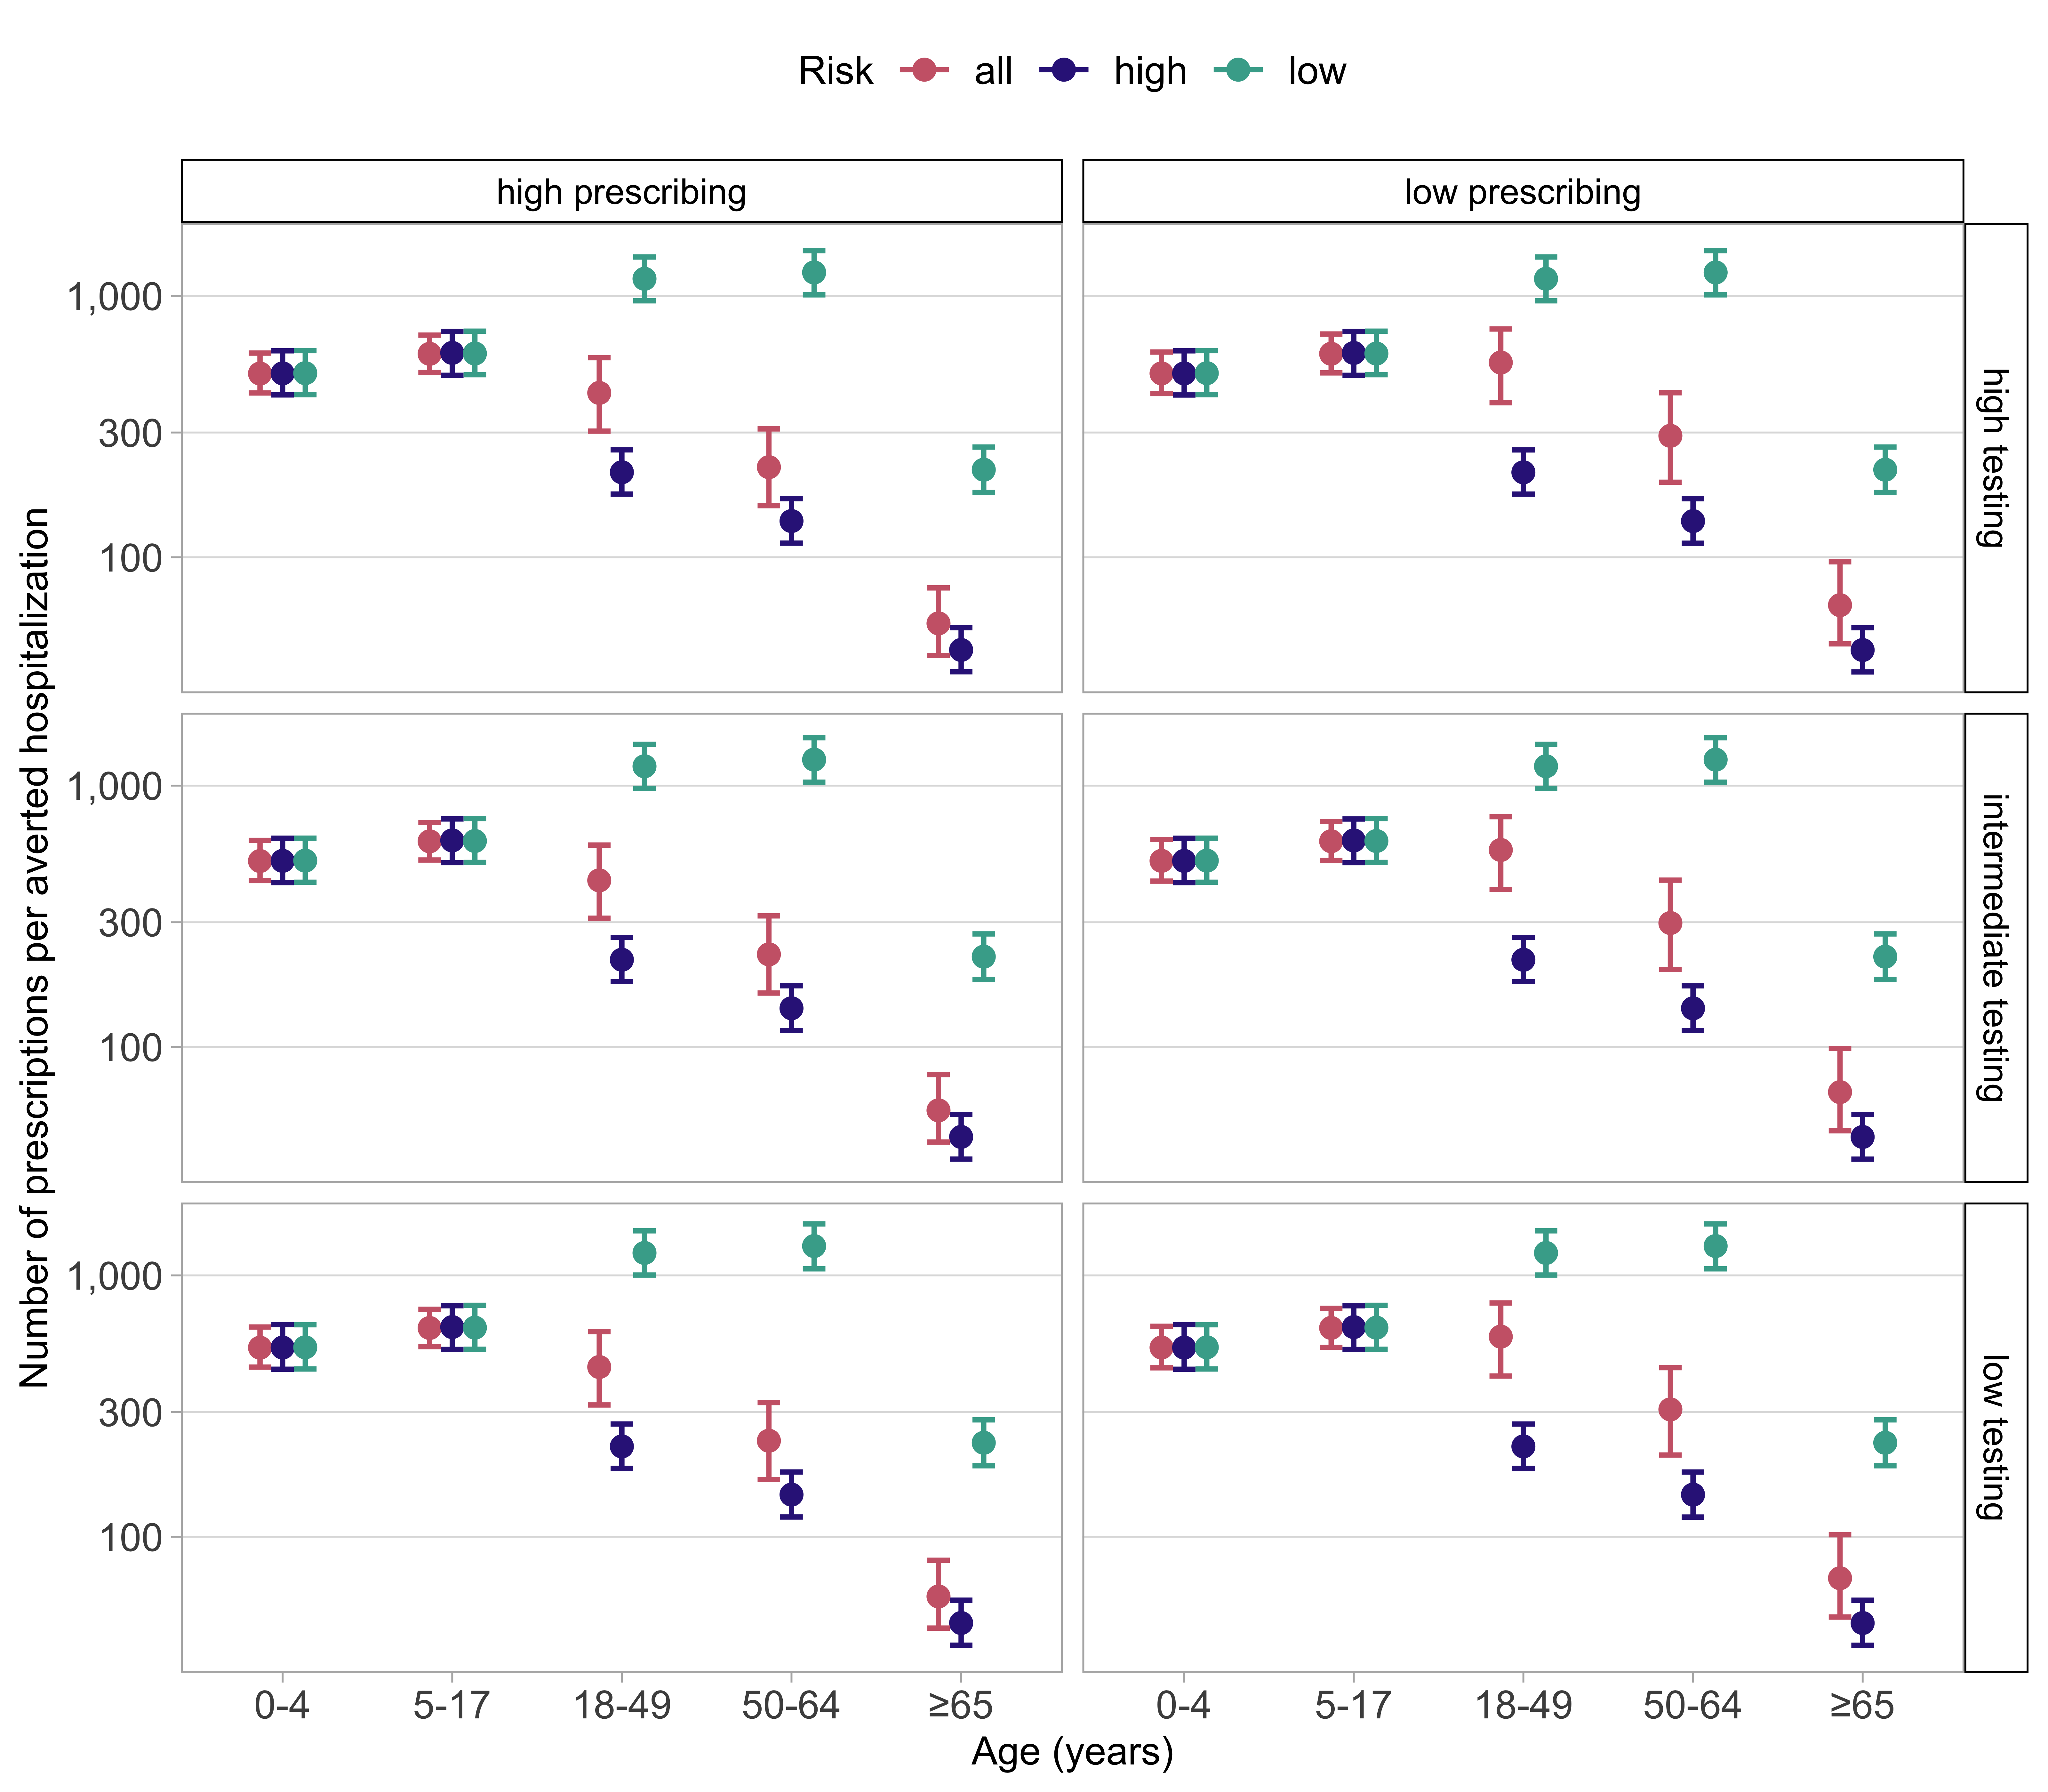 Risk all high low
high prescribing low prescribing
1,000
300
100
high testing
1,000
300
100
intermediate testing
1,000
300
100
low testing
Number of prescriptions per averted hospitalization
0-4 5-17 18-49 50-64 ≥65 0-4 5-17 18-49 50-64 ≥65
Age (years)